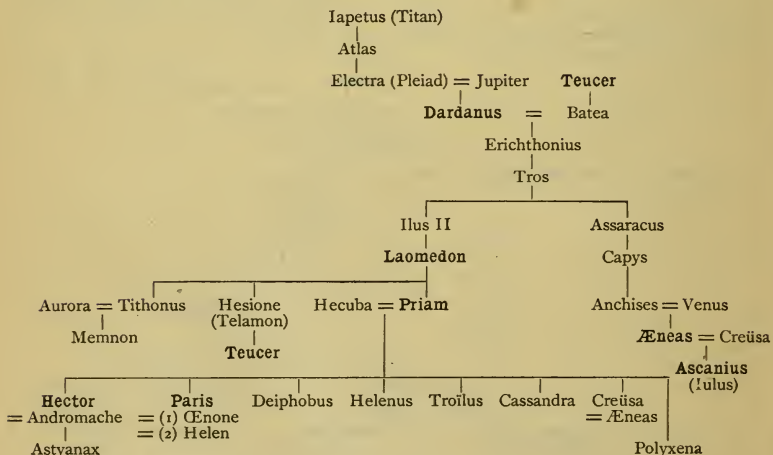 Iapetus (Titan)
Atlas
Electra (Pleiad) = Jupiter Teucer
Dardanus = Batea
Erichthonius
Tros
Ilus II Assaracus
Laomedon Capys
Aurora = Tithonus Hesione Hecuba = Priam Anchises = Venus
(Telamon)
Memnon Æneas = Creüsa
Teucer
Ascanius
(Iulus)
Hector Paris Deiphobus Helenus Troïlus Cassandra Creüsa
= Andromache = (1) Œnone = Æneas
= (2) Helen
Astyanax Polyxena